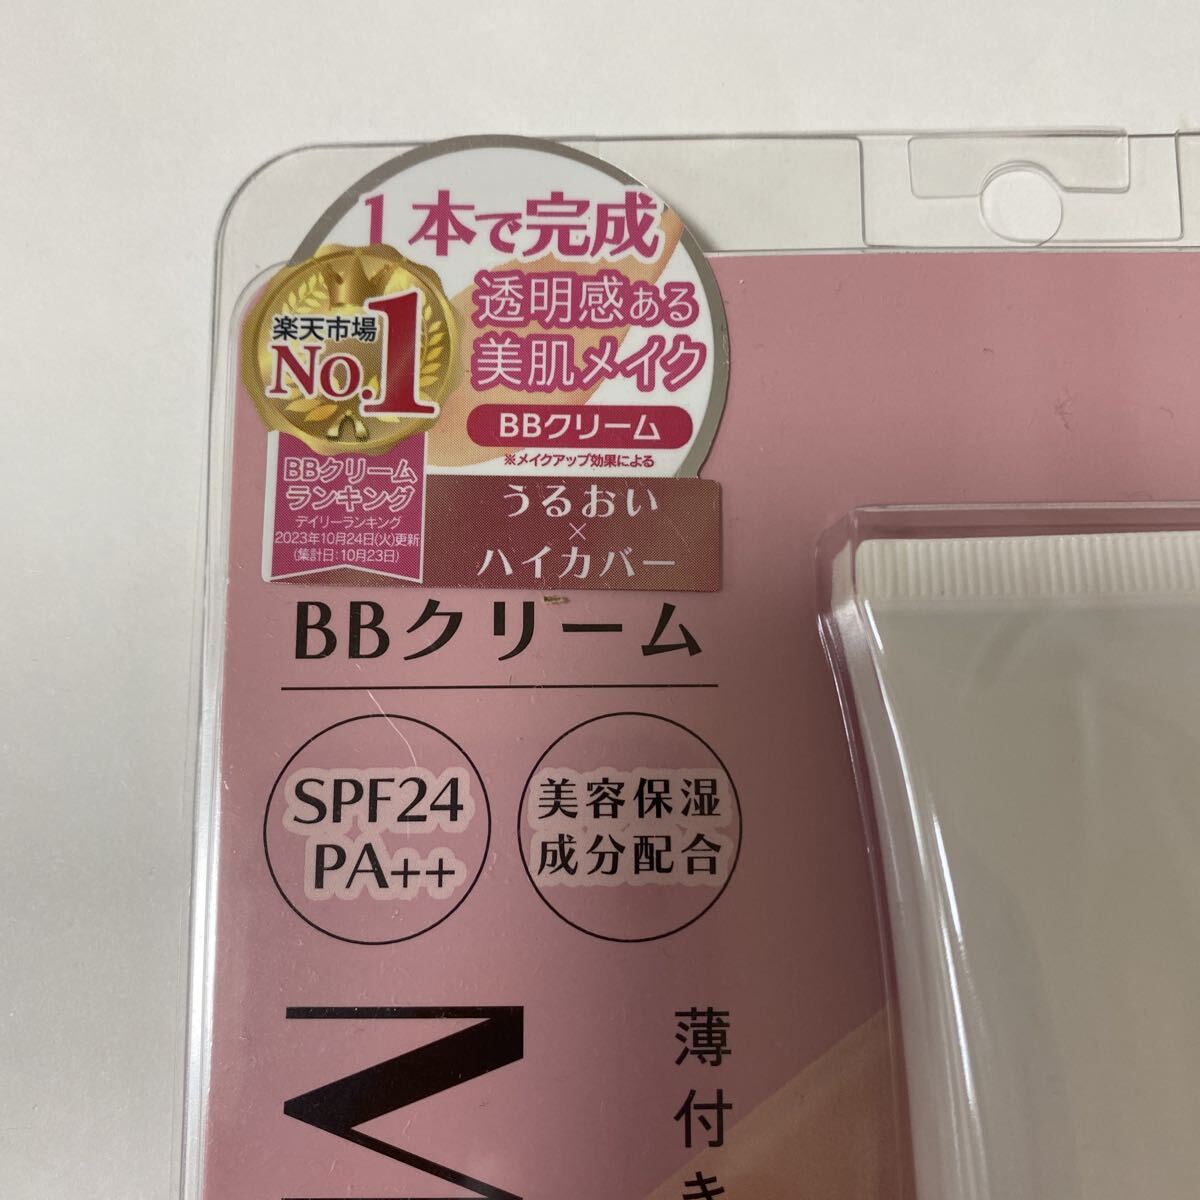 1本で完成
透明感ある
美肌メイク
BBクリーム
※メイクアップ効果による
楽天市場
No.1
BBクリーム
ランキング
デイリーランキング
2023年10月24日(火)更新
(集計日:10月23日)
うるおい
×
ハイカバー
BBクリーム
SPF24
PA++
美容保湿
成分配合
M
薄付き